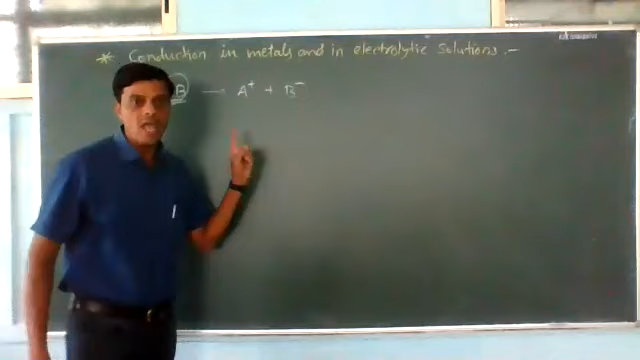 * Conduction in metals and in electrolytic solutions :-
B → A⁺ + B⁻